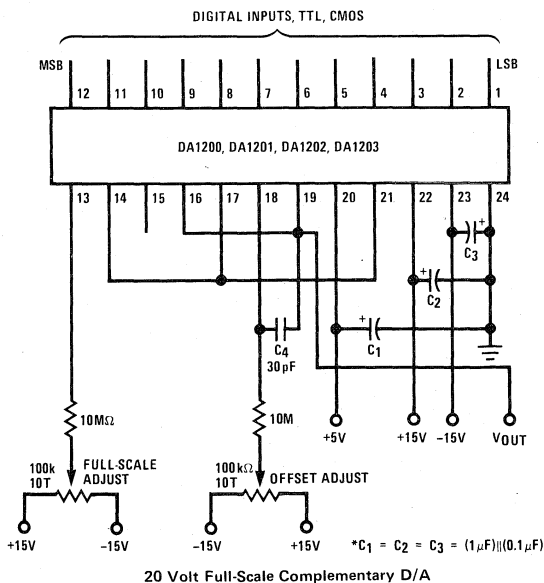 DIGITAL INPUTS, TTL, CMOS
MSB LSB
12 11 10 9 8 7 6 5 4 3 2 1
DA1200, DA1201, DA1202, DA1203
13 14 15 16 17 18 19 20 21 22 23 24
+
C3
+
C2
+
C1
C4
30 pF
10MΩ
10M
+5V +15V -15V VOUT
100k
10T
FULL-SCALE
ADJUST
100kΩ
10T
OFFSET ADJUST
+15V -15V -15V +15V
*C1 = C2 = C3 = (1µF)||(0.1µF)
20 Volt Full-Scale Complementary D/A